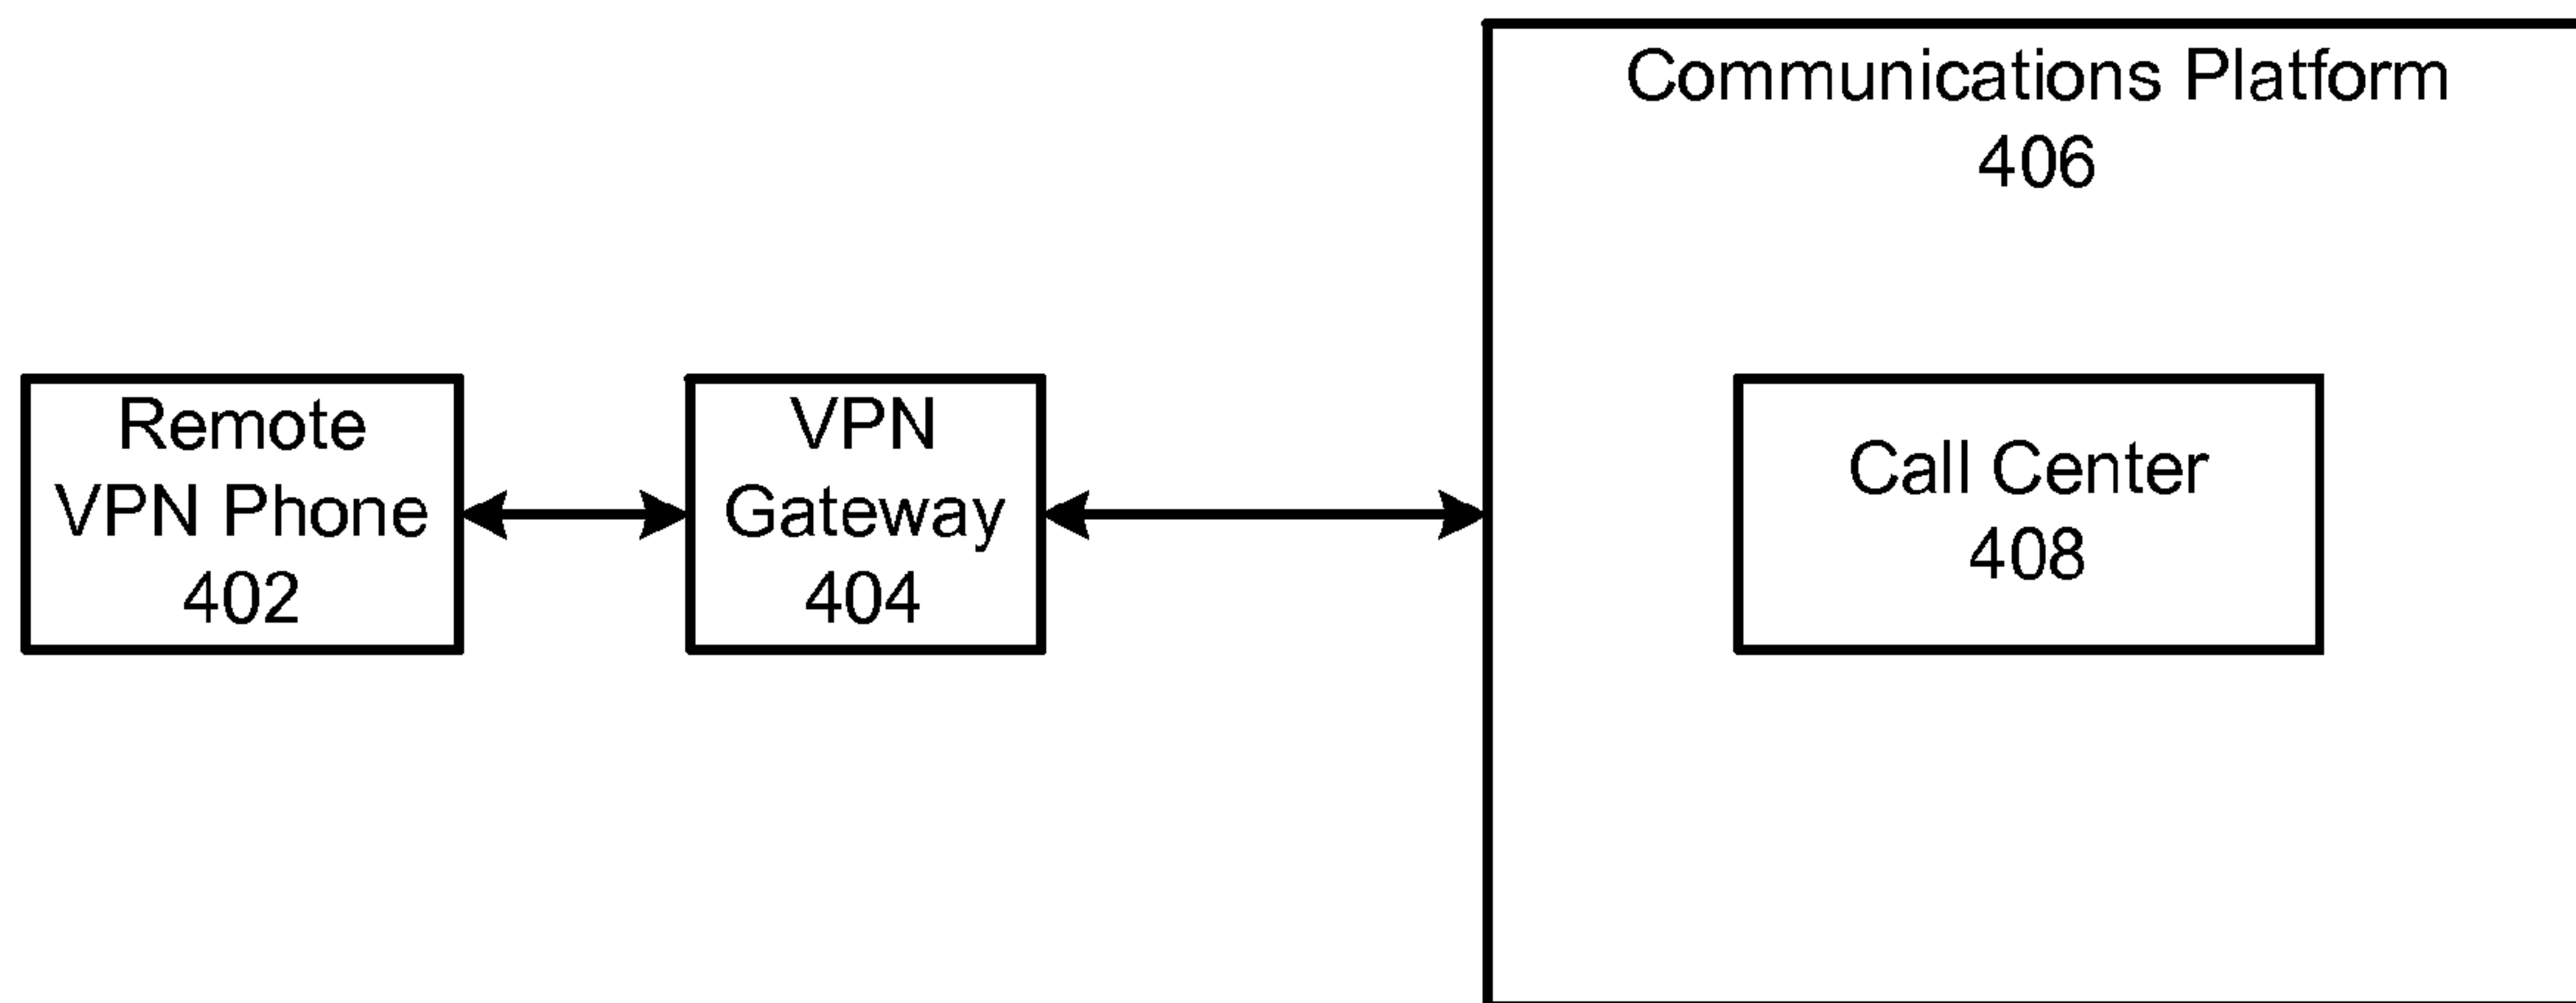 Communications Platform
406
Remote
VPN Phone
402
VPN
Gateway
404
Call Center
408